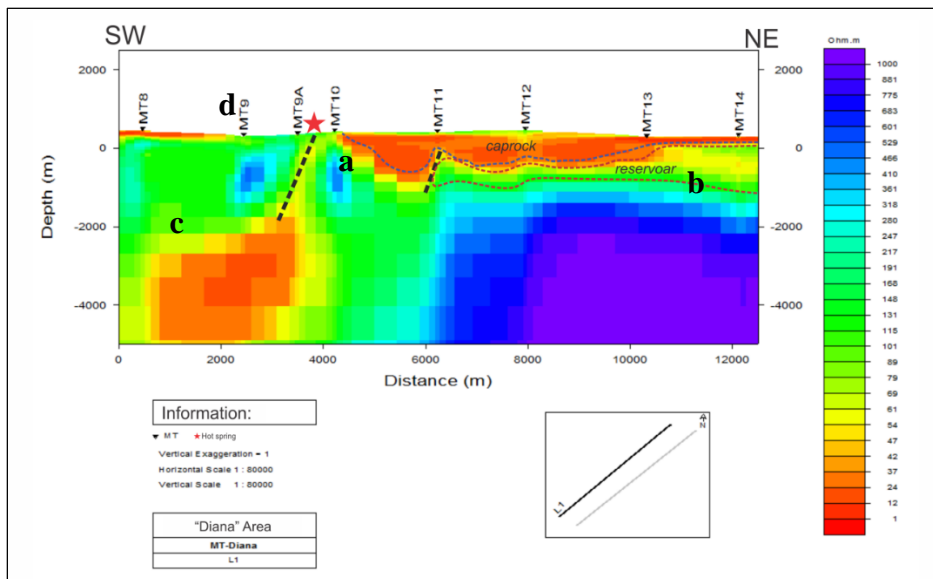 SW
NE
Ohm.m
2000
0
-2000
-4000
Depth (m)
MT8
d
MT9
MT9A
MT10
MT11
MT12
MT13
MT14
a
caprock
reservoar
b
c
2000
0
-2000
-4000
0
2000
4000
6000
8000
10000
12000
Distance (m)
1000
881
775
683
601
529
466
410
361
318
280
247
217
191
168
148
131
115
101
89
79
69
61
54
47
42
37
24
12
1
Information:
MT Hot spring
Vertical Exaggeration = 1
Horizontal Scale 1 : 80000
Vertical Scale 1 : 80000
"Diana" Area
MT-Diana
L1
L1
N